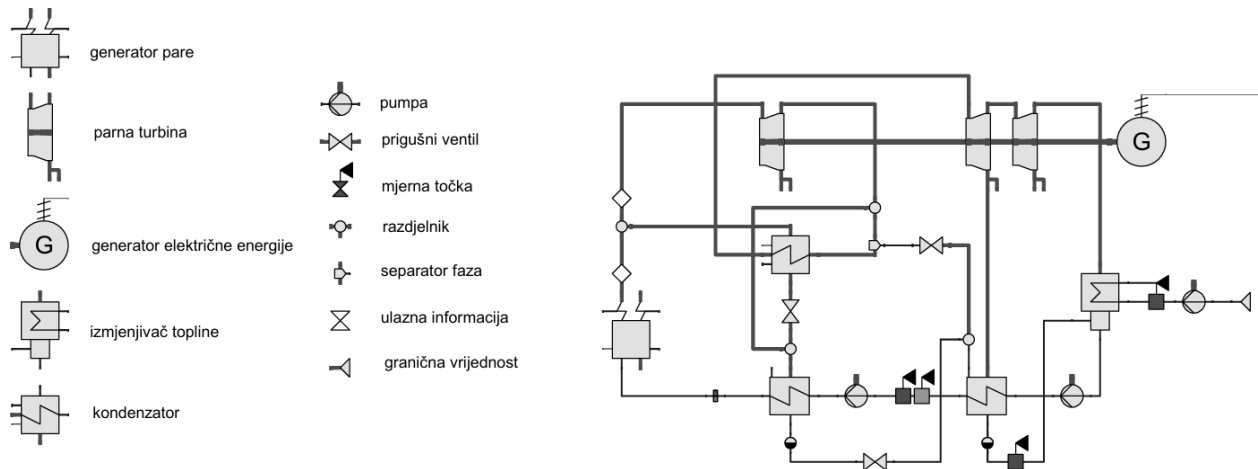 generator pare
parna turbina
G
generator električne energije
izmjenjivač topline
kondenzator
pumpa
prigušni ventil
mjerna točka
razdjelnik
separator faza
ulazna informacija
granična vrijednost
G